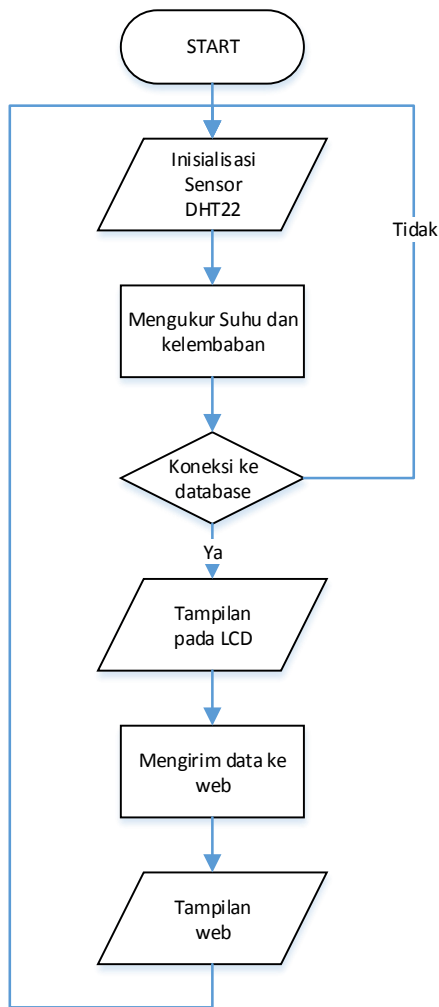 START
Inisialisasi
Sensor
DHT22
Tidak
Mengukur Suhu dan
kelembaban
Koneksi ke
database
Ya
Tampilan
pada LCD
Mengirim data ke
web
Tampilan
web